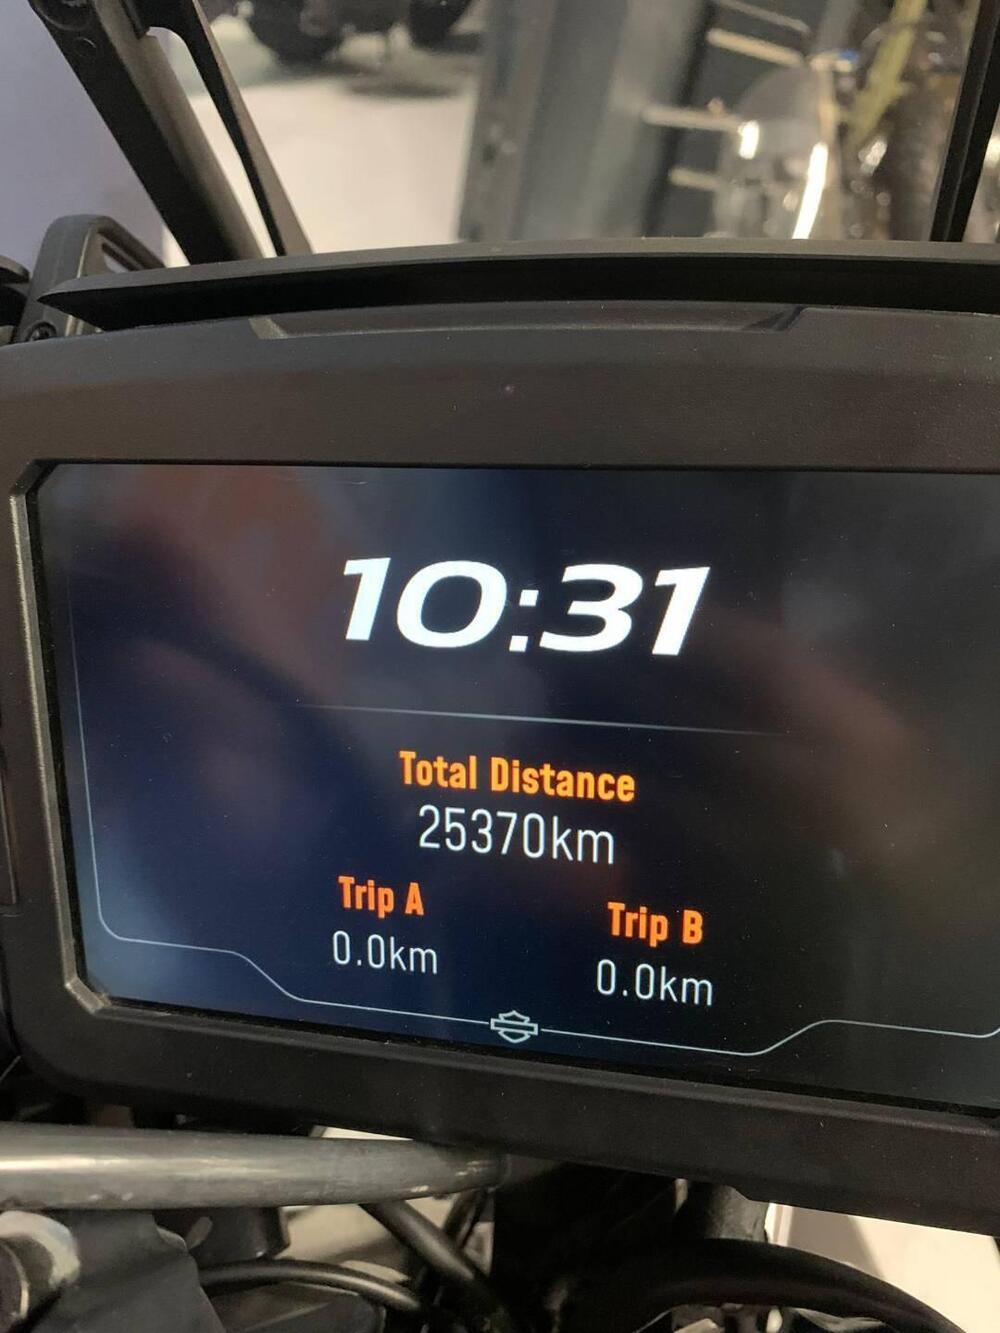 10:31
Total Distance
25370km
Trip A
0.0km
Trip B
0.0km